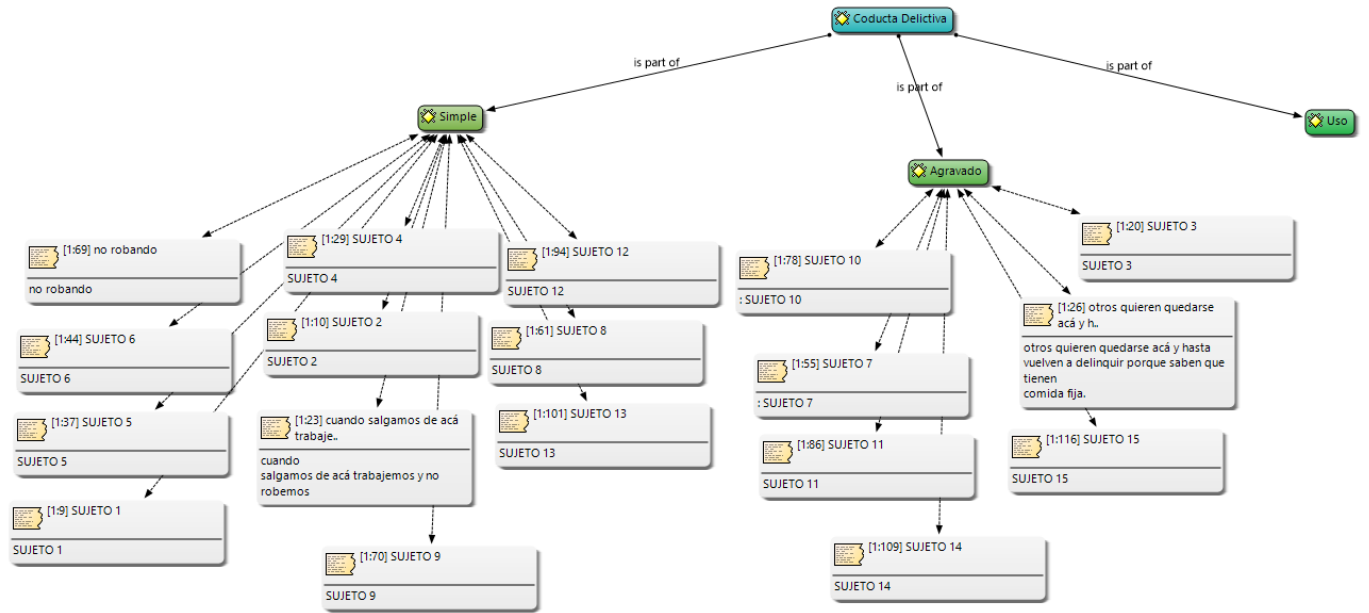 Coducta Delictiva
is part of
is part of
is part of
Simple
Uso
Agravado
[1:69] no robando
no robando
[1:29] SUJETO 4
SUJETO 4
[1:94] SUJETO 12
SUJETO 12
[1:78] SUJETO 10
: SUJETO 10
[1:20] SUJETO 3
SUJETO 3
[1:44] SUJETO 6
SUJETO 6
[1:10] SUJETO 2
SUJETO 2
[1:61] SUJETO 8
SUJETO 8
[1:55] SUJETO 7
: SUJETO 7
[1:26] otros quieren quedarse
acá y h..
otros quieren quedarse acá y hasta
vuelven a delinquir porque saben que
tienen
comida fija.
[1:37] SUJETO 5
SUJETO 5
[1:23] cuando salgamos de acá
trabaje..
cuando
salgamos de acá trabajemos y no
robemos
[1:101] SUJETO 13
SUJETO 13
[1:86] SUJETO 11
SUJETO 11
[1:116] SUJETO 15
SUJETO 15
[1:9] SUJETO 1
SUJETO 1
[1:70] SUJETO 9
SUJETO 9
[1:109] SUJETO 14
SUJETO 14